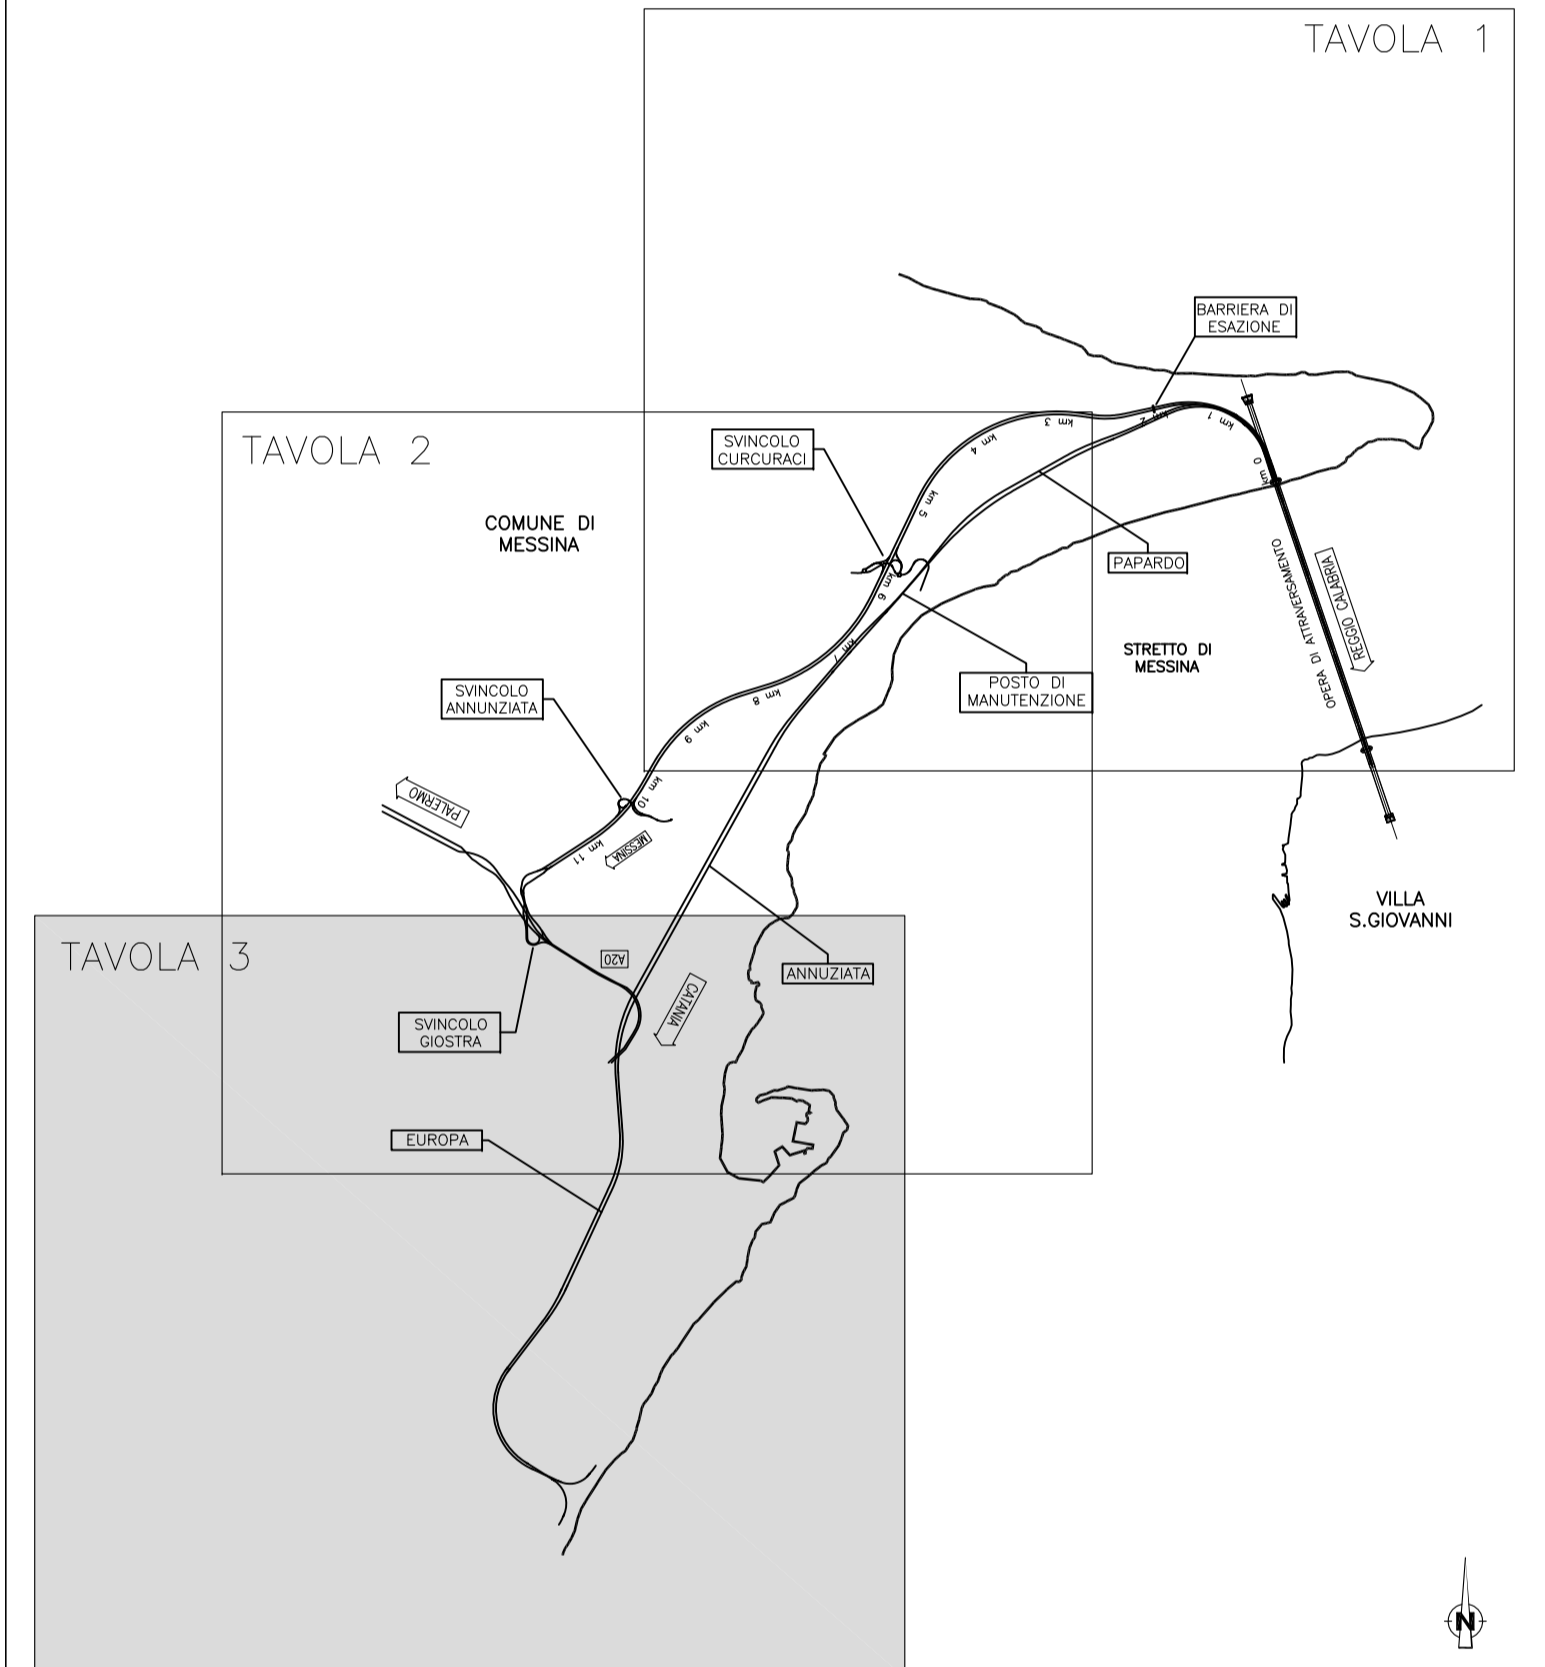 TAVOLA 1
BARRIERA DI
ESAZIONE
TAVOLA 2
SVINCOLO
CURCURACI
km 0
km 1
km 2
km 3
km 4
km 5
km 6
km 7
km 8
km 9
km 10
km 11
COMUNE DI
MESSINA
PAPARDO
OPERA DI ATTRAVERSAMENTO
REGGIO CALABRIA
STRETTO DI
MESSINA
POSTO DI
MANUTENZIONE
SVINCOLO
ANNUNZIATA
PALERMO
MESSINA
VILLA
S.GIOVANNI
TAVOLA 3
A20
ANNUZIATA
CATANIA
SVINCOLO
GIOSTRA
EUROPA
N